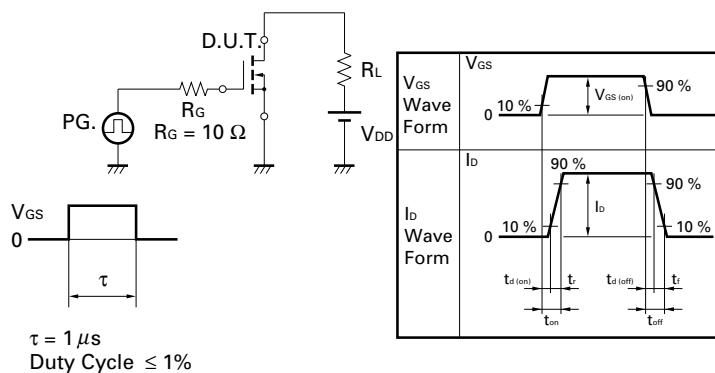 D.U.T.
RL
RG
PG.
RG = 10 Ω
VDD
VGS
0
τ
τ = 1 μs
Duty Cycle ≤ 1%
VGS
Wave
Form
VGS
90 %
VGS (on)
10 %
0
ID
Wave
Form
ID
90 %
90 %
ID
10 %
10 %
0
td (on)
tr
td (off)
tf
ton
toff